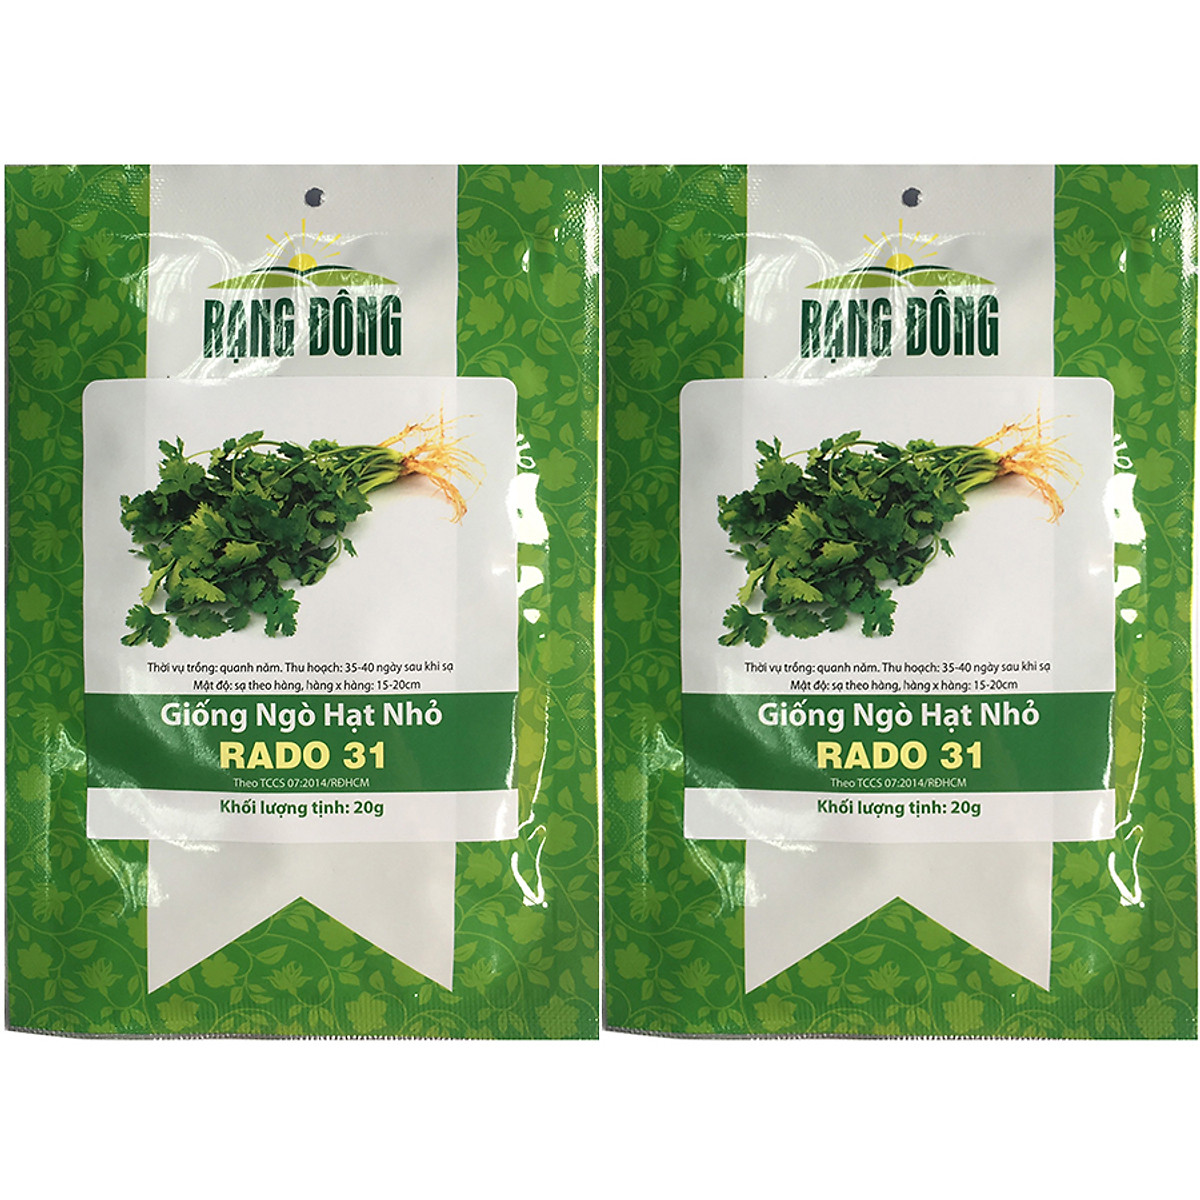 RẠNG ĐÔNG
Thời vụ trồng: quanh năm. Thu hoạch: 35-40 ngày sau khi sạ
Mật độ: sạ theo hàng, hàng x hàng: 15-20cm
Giống Ngò Hạt Nhỏ
RADO 31
Theo TCCS 07:2014/RĐHCM
Khối lượng tịnh: 20g
RẠNG ĐÔNG
Thời vụ trồng: quanh năm. Thu hoạch: 35-40 ngày sau khi sạ
Mật độ: sạ theo hàng, hàng x hàng: 15-20cm
Giống Ngò Hạt Nhỏ
RADO 31
Theo TCCS 07:2014/RĐHCM
Khối lượng tịnh: 20g